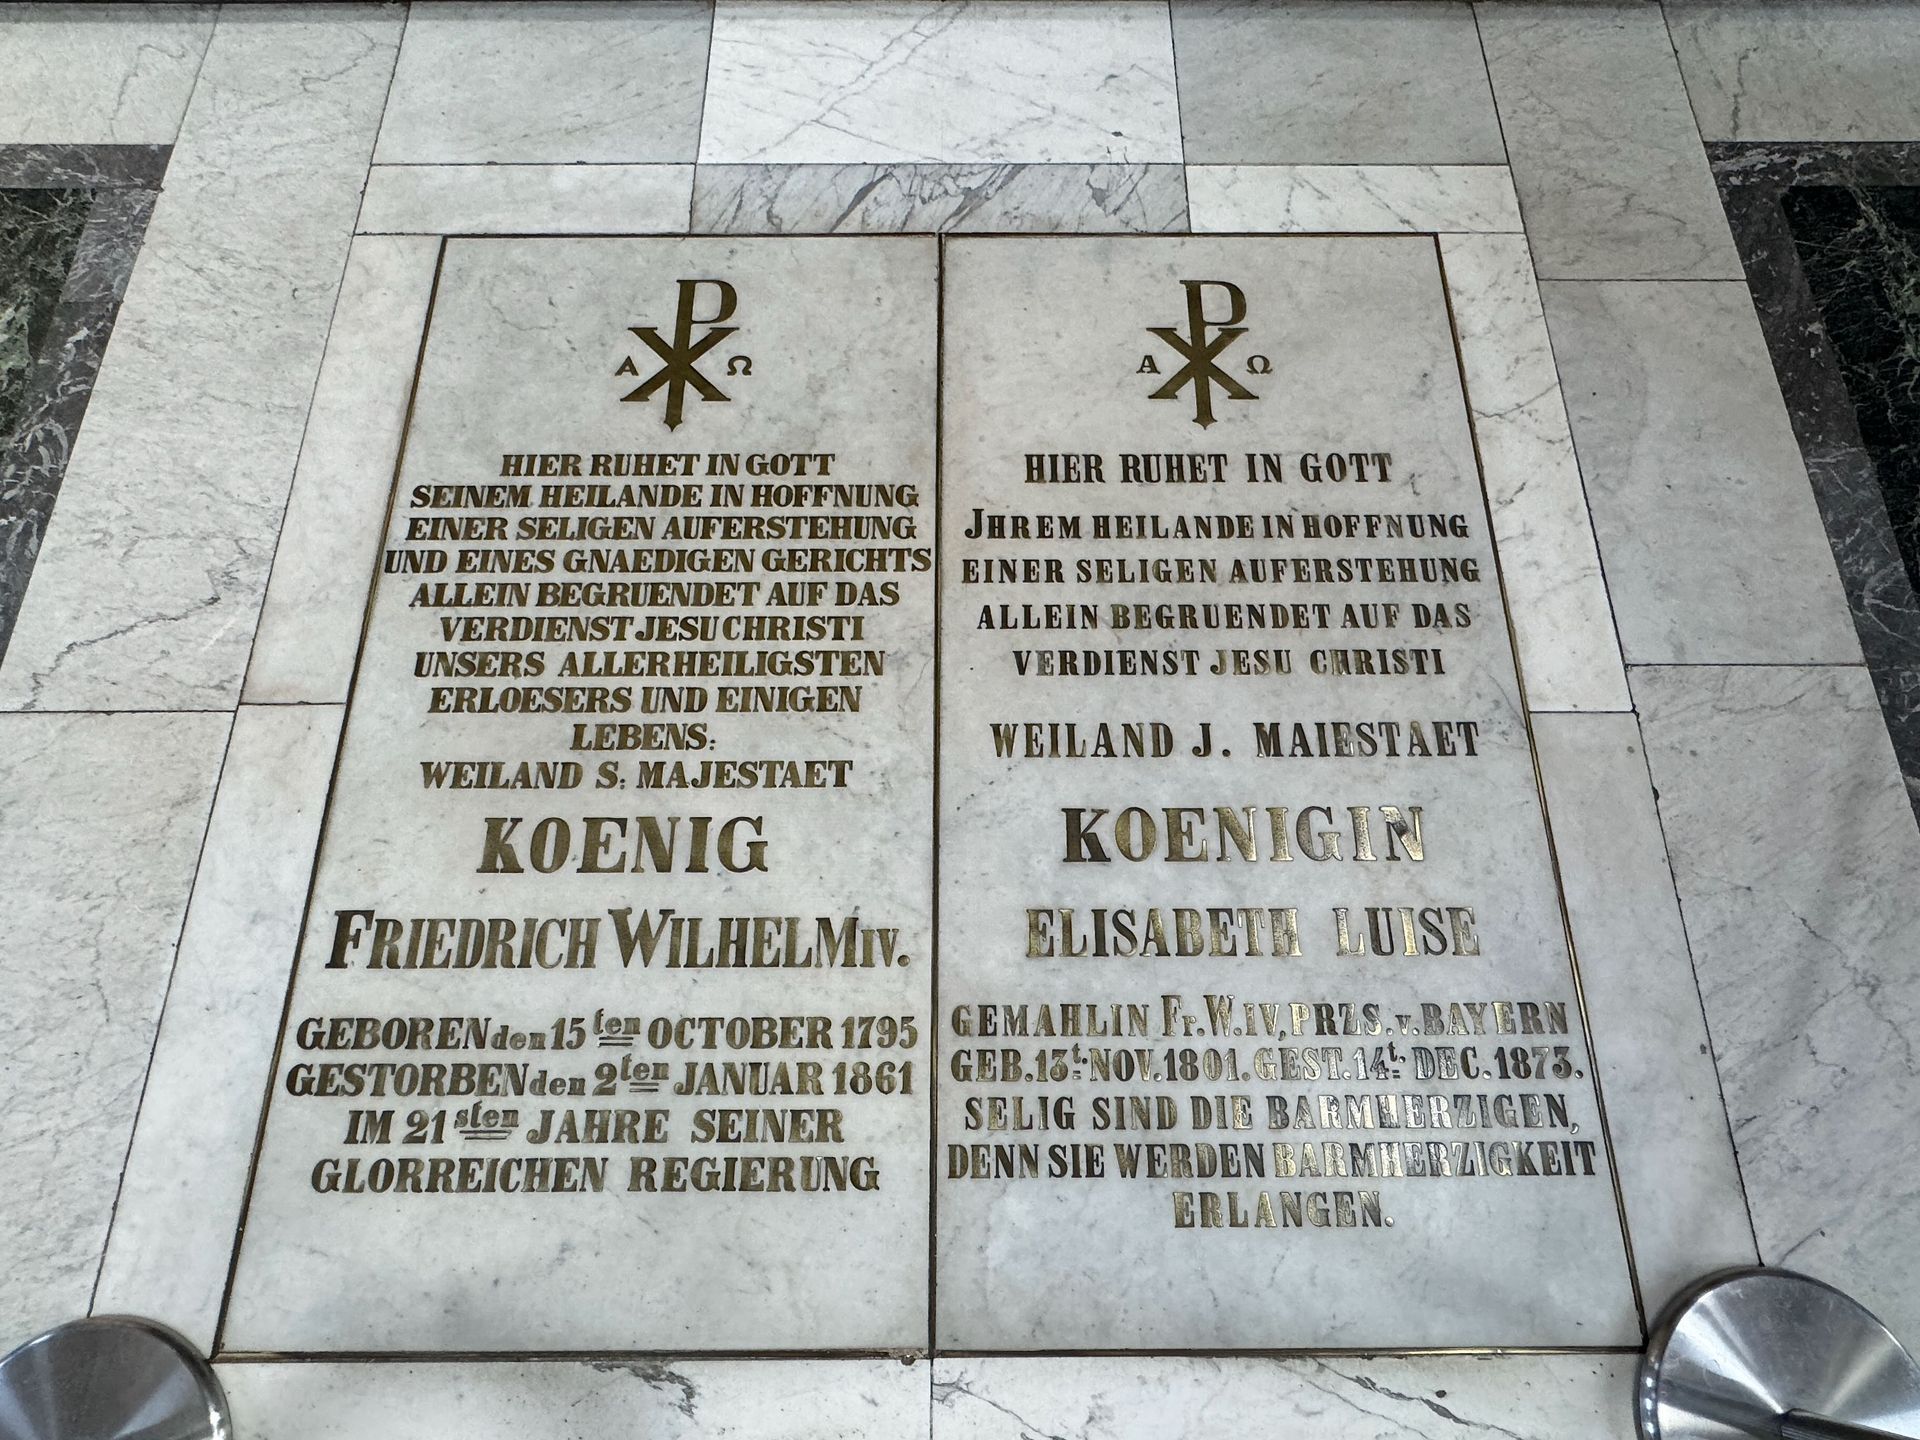 Α Ω
HIER RUHET IN GOTT
SEINEM HEILANDE IN HOFFNUNG
EINER SELIGEN AUFERSTEHUNG
UND EINES GNAEDIGEN GERICHTS
ALLEIN BEGRUENDET AUF DAS
VERDIENST JESU CHRISTI
UNSERS ALLERHEILIGSTEN
ERLOESERS UND EINIGEN
LEBENS:
WEILAND S: MAJESTAET
KOENIG
FRIEDRICH WILHELM IV.
GEBOREN den 15ten OCTOBER 1795
GESTORBEN den 2ten JANUAR 1861
IM 21sten JAHRE SEINER
GLORREICHEN REGIERUNG
Α Ω
HIER RUHET IN GOTT
JHREM HEILANDE IN HOFFNUNG
EINER SELIGEN AUFERSTEHUNG
ALLEIN BEGRUENDET AUF DAS
VERDIENST JESU CHRISTI
WEILAND J. MAIESTAET
KOENIGIN
ELISABETH LUISE
GEMAHLIN Fr. W. IV, PRZS. v. BAYERN
GEB. 13t. NOV. 1801. GEST. 14t. DEC. 1873.
SELIG SIND DIE BARMHERZIGEN,
DENN SIE WERDEN BARMHERZIGKEIT
ERLANGEN.